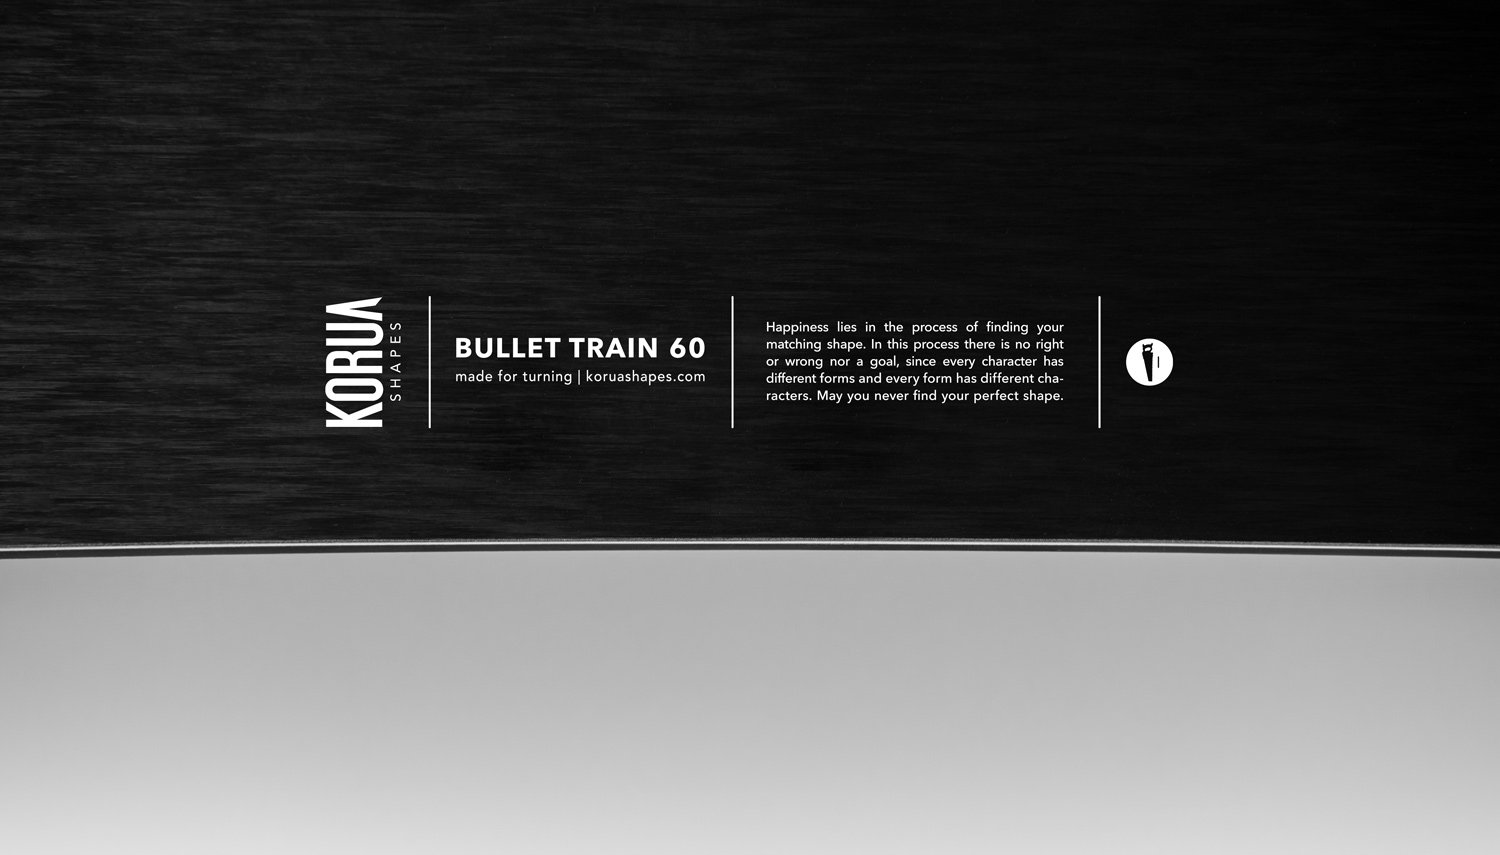 KORUA
SHAPES
BULLET TRAIN 60
made for turning | koruashapes.com
Happiness lies in the process of finding your
matching shape. In this process there is no right
or wrong nor a goal, since every character has
different forms and every form has different cha-
racters. May you never find your perfect shape.